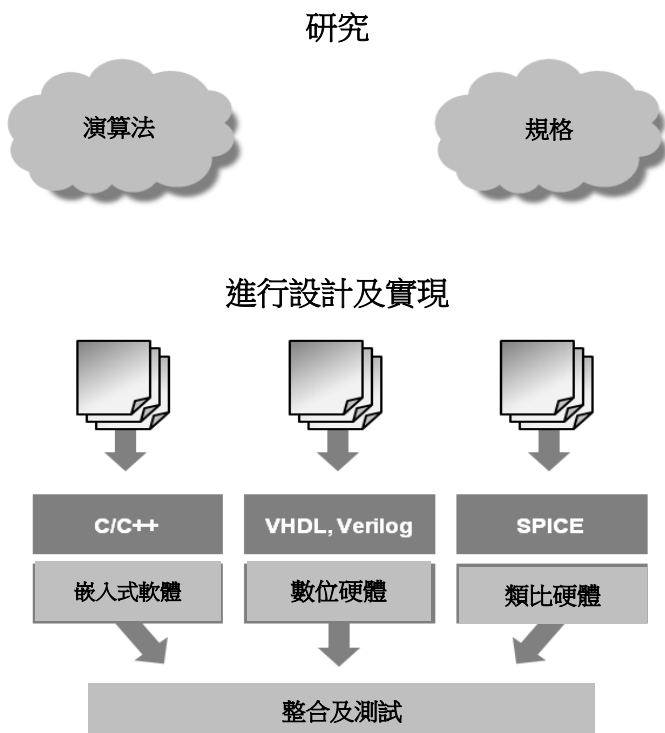 研究
演算法
規格
進行設計及實現
C/C++
VHDL, Verilog
SPICE
嵌入式軟體
數位硬體
類比硬體
整合及測試